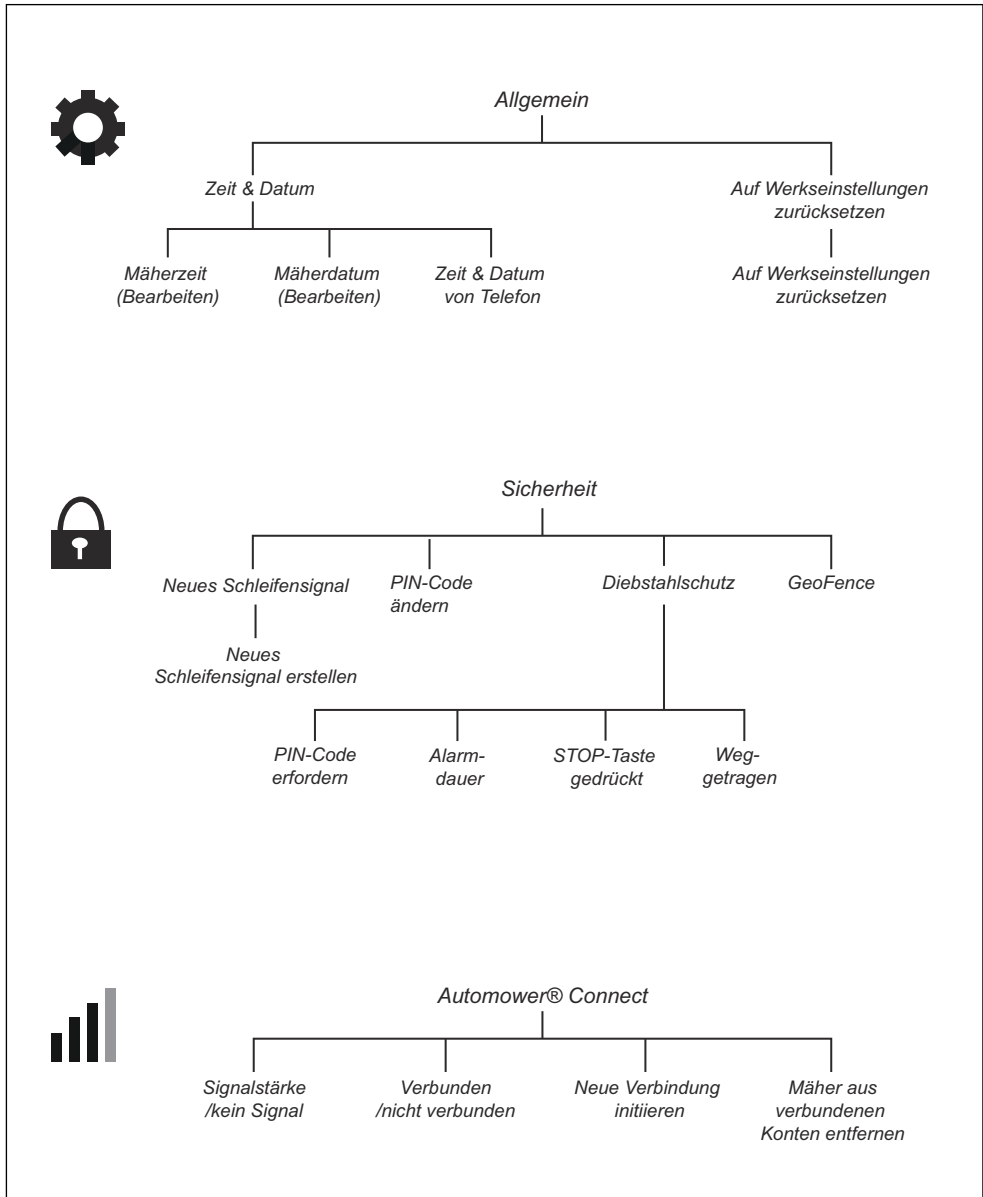 Allgemein
Zeit & Datum
Auf Werkseinstellungen
zurücksetzen
Mäherzeit
(Bearbeiten)
Mäherdatum
(Bearbeiten)
Zeit & Datum
von Telefon
Auf Werkseinstellungen
zurücksetzen
Sicherheit
Neues Schleifensignal
PIN-Code
ändern
Diebstahlschutz
GeoFence
Neues
Schleifensignal erstellen
PIN-Code
erfordern
Alarm-
dauer
STOP-Taste
gedrückt
Weg-
getragen
Automower® Connect
Signalstärke
/kein Signal
Verbunden
/nicht verbunden
Neue Verbindung
initiieren
Mäher aus
verbundenen
Konten entfernen